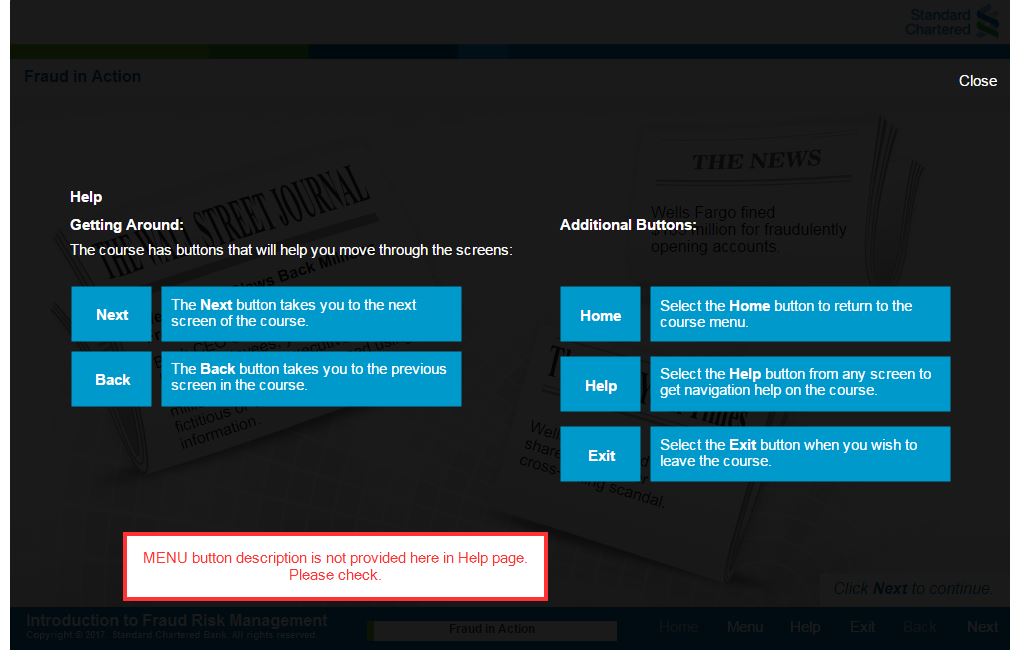 Standard
Chartered
Fraud in Action
Close
THE NEWS
THE WALL STREET JOURNAL
Help
Wells Fargo fined
million for fraudulently
opening accounts.
Getting Around:
Additional Buttons:
The course has buttons that will help you move through the screens:
Back
Next
The Next button takes you to the next
screen of the course.
Home
Select the Home button to return to the
course menu.
Back
The Back button takes you to the previous
screen in the course.
Help
Select the Help button from any screen to
get navigation help on the course.
fictitious
information.
Exit
Select the Exit button when you wish to
leave the course.
scandal.
MENU button description is not provided here in Help page.
Please check.
Click Next to continue.
Introduction to Fraud Risk Management
Copyright © 2017. Standard Chartered Bank. All rights reserved.
Fraud in Action
Home Menu Help Exit Back Next